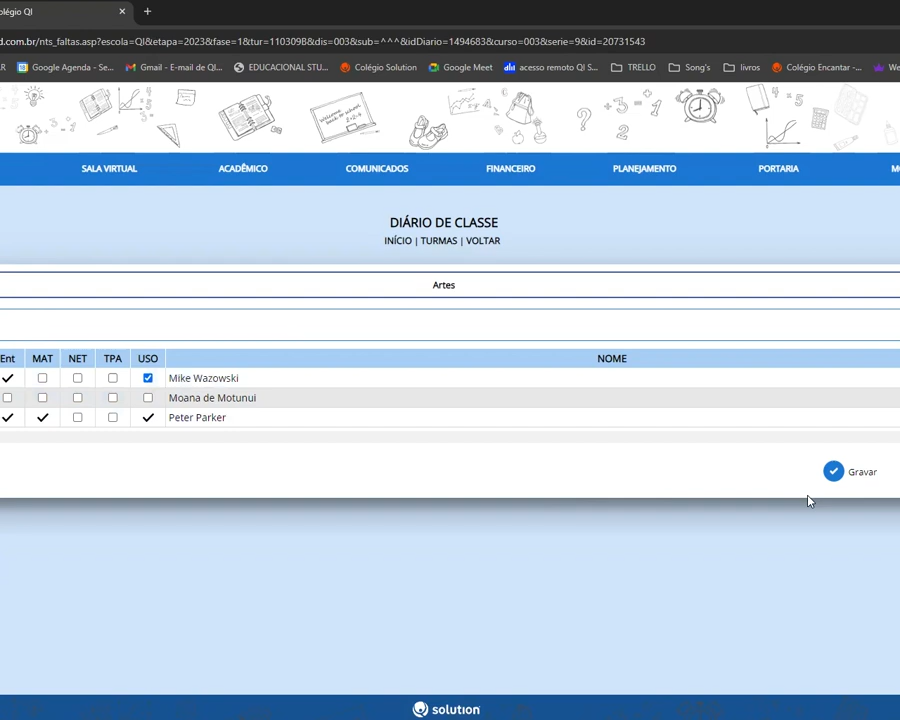 olégio QI
d.com.br/nts_faltas.asp?escola=QI&etapa=2023&fase=1&tur=110309B&dis=003&sub=^^^&idDiario=1494683&curso=003&serie=9&id=20731543
R Google Agenda - Se... Gmail - E-mail de QI... EDUCACIONAL STU... Colégio Solution Google Meet acesso remoto QI S... TRELLO Song's livros Colégio Encantar -... We
SALA VIRTUAL ACADÊMICO COMUNICADOS FINANCEIRO PLANEJAMENTO PORTARIA MO
DIÁRIO DE CLASSE
INÍCIO | TURMAS | VOLTAR
Artes
Ent MAT NET TPA USO NOME
Mike Wazowski
Moana de Motunui
Peter Parker
Gravar
solution